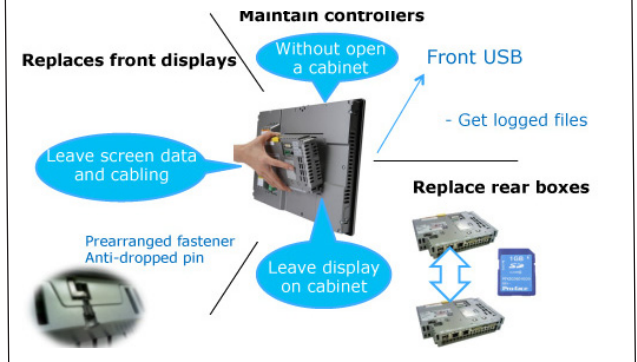 Maintain controllers
Without open
a cabinet
Replaces front displays
Front USB
- Get logged files
Leave screen data
and cabling
Replace rear boxes
Prearranged fastener
Anti-dropped pin
Leave display
on cabinet
1GB
Pro-face